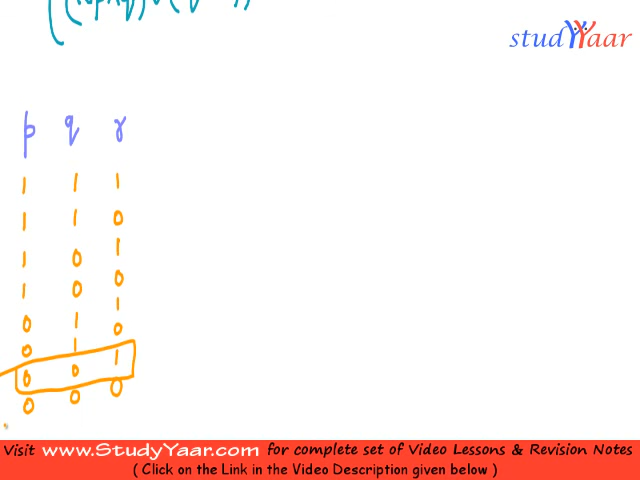 studYYaar
p q r
1 1 1
1 1 0
1 0 1
1 0 0
0 1 1
0 1 0
0 0 1
0 0 0
Visit www.StudyYaar.com for complete set of Video Lessons & Revision Notes
( Click on the Link in the Video Description given below )